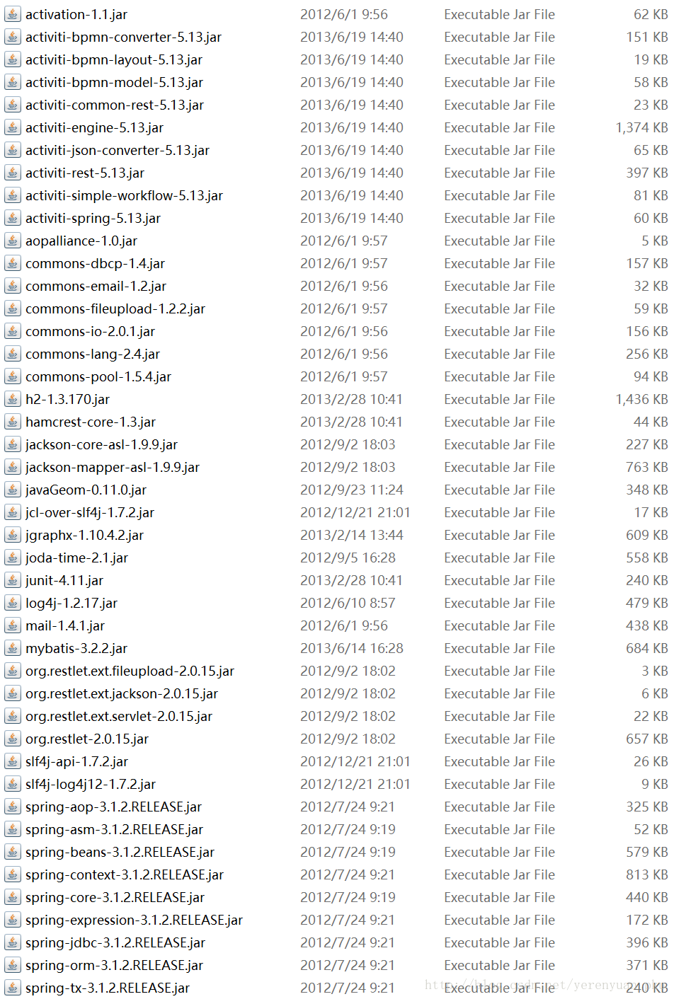 activation-1.1.jar 2012/6/1 9:56 Executable Jar File 62 KB
activiti-bpmn-converter-5.13.jar 2013/6/19 14:40 Executable Jar File 151 KB
activiti-bpmn-layout-5.13.jar 2013/6/19 14:40 Executable Jar File 19 KB
activiti-bpmn-model-5.13.jar 2013/6/19 14:40 Executable Jar File 58 KB
activiti-common-rest-5.13.jar 2013/6/19 14:40 Executable Jar File 23 KB
activiti-engine-5.13.jar 2013/6/19 14:40 Executable Jar File 1,374 KB
activiti-json-converter-5.13.jar 2013/6/19 14:40 Executable Jar File 65 KB
activiti-rest-5.13.jar 2013/6/19 14:40 Executable Jar File 397 KB
activiti-simple-workflow-5.13.jar 2013/6/19 14:40 Executable Jar File 81 KB
activiti-spring-5.13.jar 2013/6/19 14:40 Executable Jar File 60 KB
aopalliance-1.0.jar 2012/6/1 9:57 Executable Jar File 5 KB
commons-dbcp-1.4.jar 2012/6/1 9:57 Executable Jar File 157 KB
commons-email-1.2.jar 2012/6/1 9:56 Executable Jar File 32 KB
commons-fileupload-1.2.2.jar 2012/6/1 9:57 Executable Jar File 59 KB
commons-io-2.0.1.jar 2012/6/1 9:56 Executable Jar File 156 KB
commons-lang-2.4.jar 2012/6/1 9:56 Executable Jar File 256 KB
commons-pool-1.5.4.jar 2012/6/1 9:57 Executable Jar File 94 KB
h2-1.3.170.jar 2013/2/28 10:41 Executable Jar File 1,436 KB
hamcrest-core-1.3.jar 2013/2/28 10:41 Executable Jar File 44 KB
jackson-core-asl-1.9.9.jar 2012/9/2 18:03 Executable Jar File 227 KB
jackson-mapper-asl-1.9.9.jar 2012/9/2 18:03 Executable Jar File 763 KB
javaGeom-0.11.0.jar 2012/9/23 11:24 Executable Jar File 348 KB
jcl-over-slf4j-1.7.2.jar 2012/12/21 21:01 Executable Jar File 17 KB
jgraphx-1.10.4.2.jar 2013/2/14 13:44 Executable Jar File 609 KB
joda-time-2.1.jar 2012/9/5 16:28 Executable Jar File 558 KB
junit-4.11.jar 2013/2/28 10:41 Executable Jar File 240 KB
log4j-1.2.17.jar 2012/6/10 8:57 Executable Jar File 479 KB
mail-1.4.1.jar 2012/6/1 9:56 Executable Jar File 438 KB
mybatis-3.2.2.jar 2013/6/14 16:28 Executable Jar File 684 KB
org.restlet.ext.fileupload-2.0.15.jar 2012/9/2 18:02 Executable Jar File 3 KB
org.restlet.ext.jackson-2.0.15.jar 2012/9/2 18:02 Executable Jar File 6 KB
org.restlet.ext.servlet-2.0.15.jar 2012/9/2 18:02 Executable Jar File 22 KB
org.restlet-2.0.15.jar 2012/9/2 18:02 Executable Jar File 657 KB
slf4j-api-1.7.2.jar 2012/12/21 21:01 Executable Jar File 26 KB
slf4j-log4j12-1.7.2.jar 2012/12/21 21:01 Executable Jar File 9 KB
spring-aop-3.1.2.RELEASE.jar 2012/7/24 9:21 Executable Jar File 325 KB
spring-asm-3.1.2.RELEASE.jar 2012/7/24 9:19 Executable Jar File 52 KB
spring-beans-3.1.2.RELEASE.jar 2012/7/24 9:19 Executable Jar File 579 KB
spring-context-3.1.2.RELEASE.jar 2012/7/24 9:21 Executable Jar File 813 KB
spring-core-3.1.2.RELEASE.jar 2012/7/24 9:19 Executable Jar File 440 KB
spring-expression-3.1.2.RELEASE.jar 2012/7/24 9:21 Executable Jar File 172 KB
spring-jdbc-3.1.2.RELEASE.jar 2012/7/24 9:21 Executable Jar File 396 KB
spring-orm-3.1.2.RELEASE.jar 2012/7/24 9:21 Executable Jar File 371 KB
spring-tx-3.1.2.RELEASE.jar 2012/7/24 9:21 Executable Jar File 240 KB